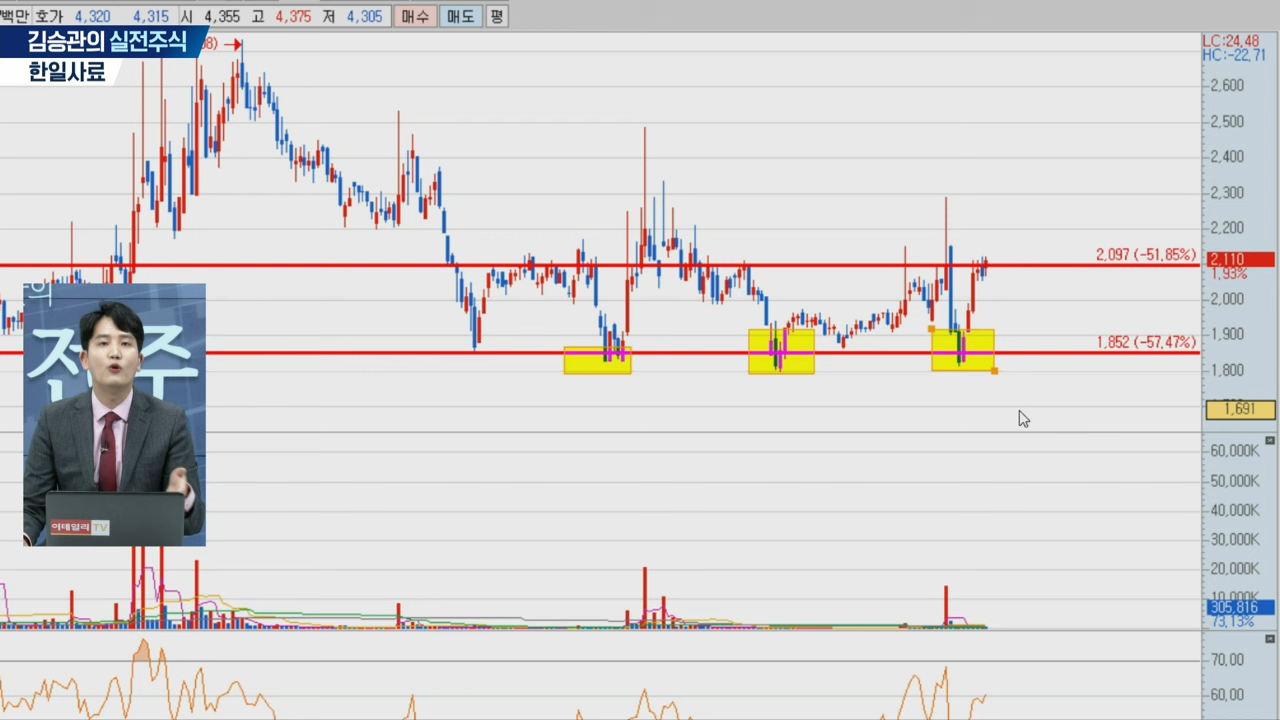 백만 호가 4,320 4,315 시 4,355 고 4,375 저 4,305 매수 매도 평
김승관의 실전주식
한일사료
LC:24,48
HC:-22,71
2,600
2,500
2,400
2,300
2,200
2,097 (-51,85%)
2,110
1,93%
2,000
1,900
1,852 (-57,47%)
1,800
1,691
60,000K
50,000K
40,000K
30,000K
20,000K
10,000K
305,816
73,13%
70,00
60,00
이데일리 TV